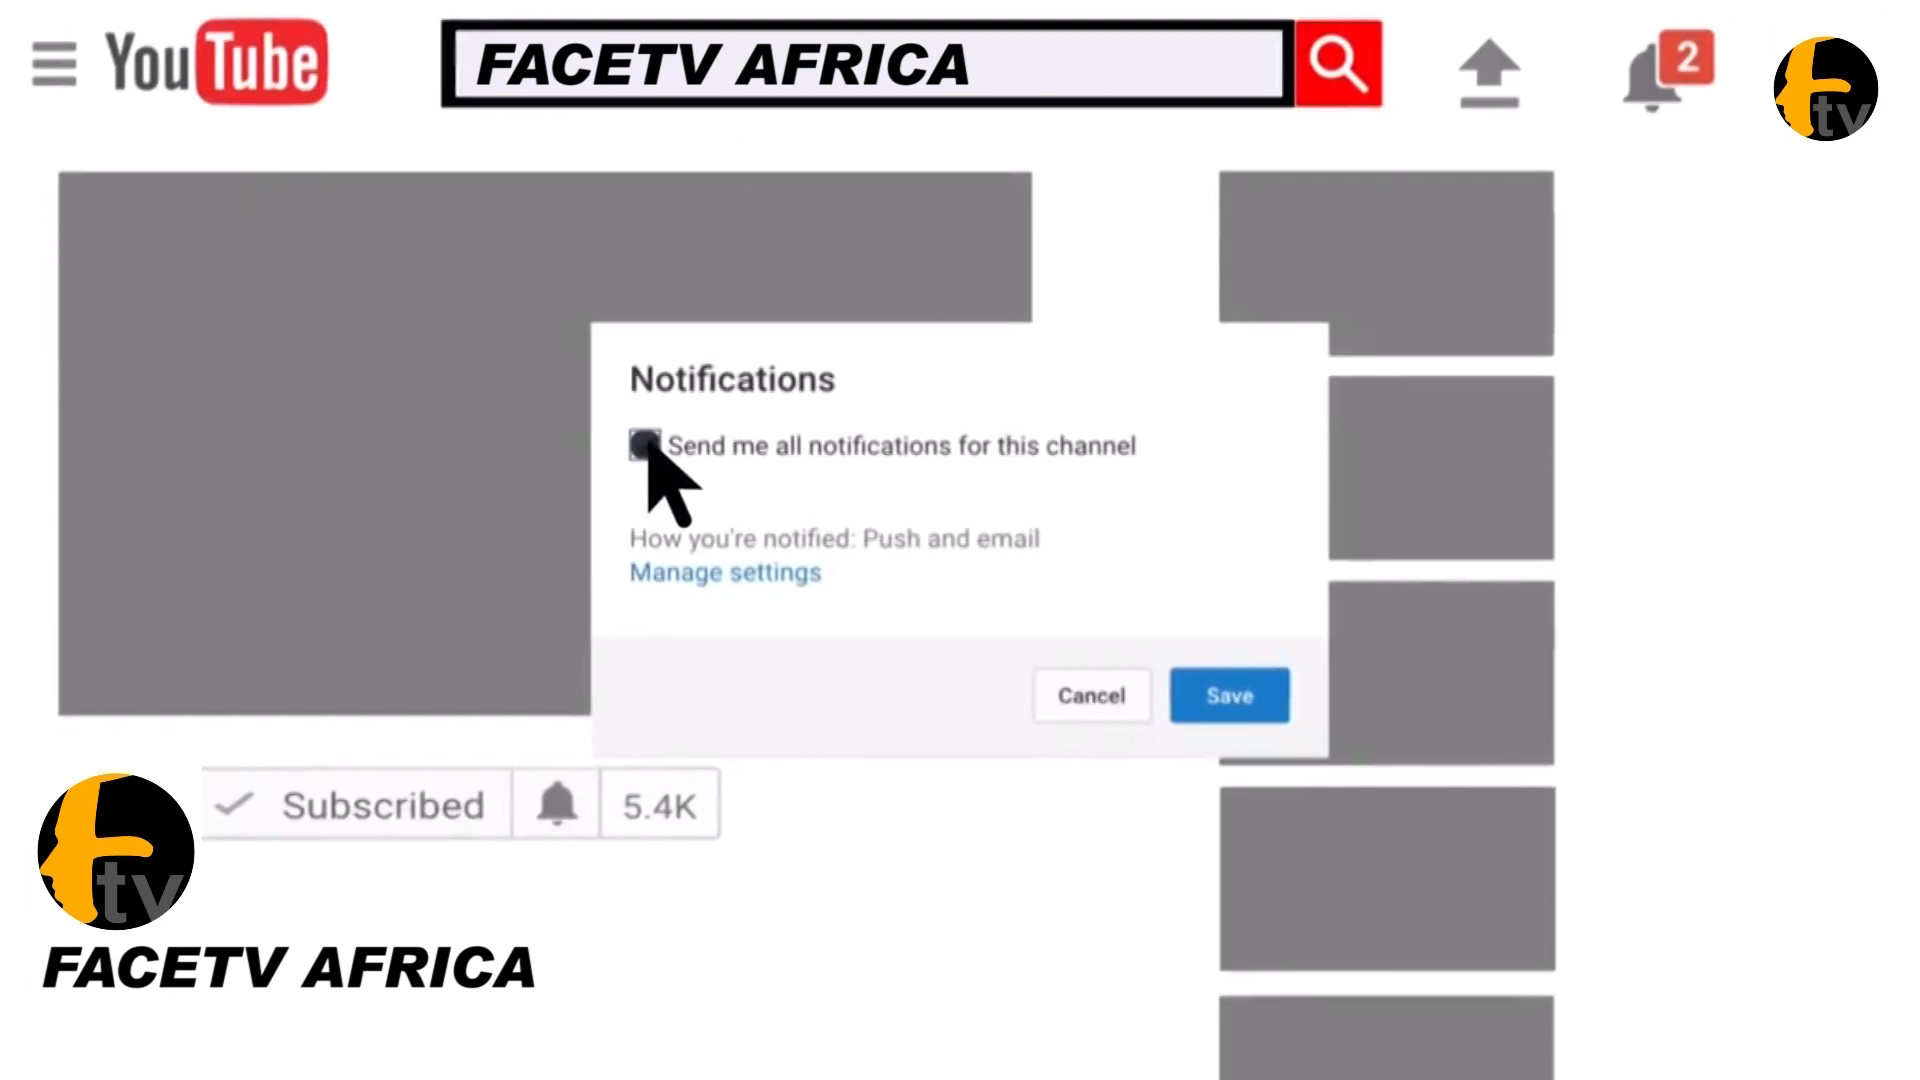 YouTube
FACETV AFRICA
2
tv
Notifications
Send me all notifications for this channel
How you're notified: Push and email
Manage settings
Cancel
Save
Subscribed
5.4K
tv
FACETV AFRICA